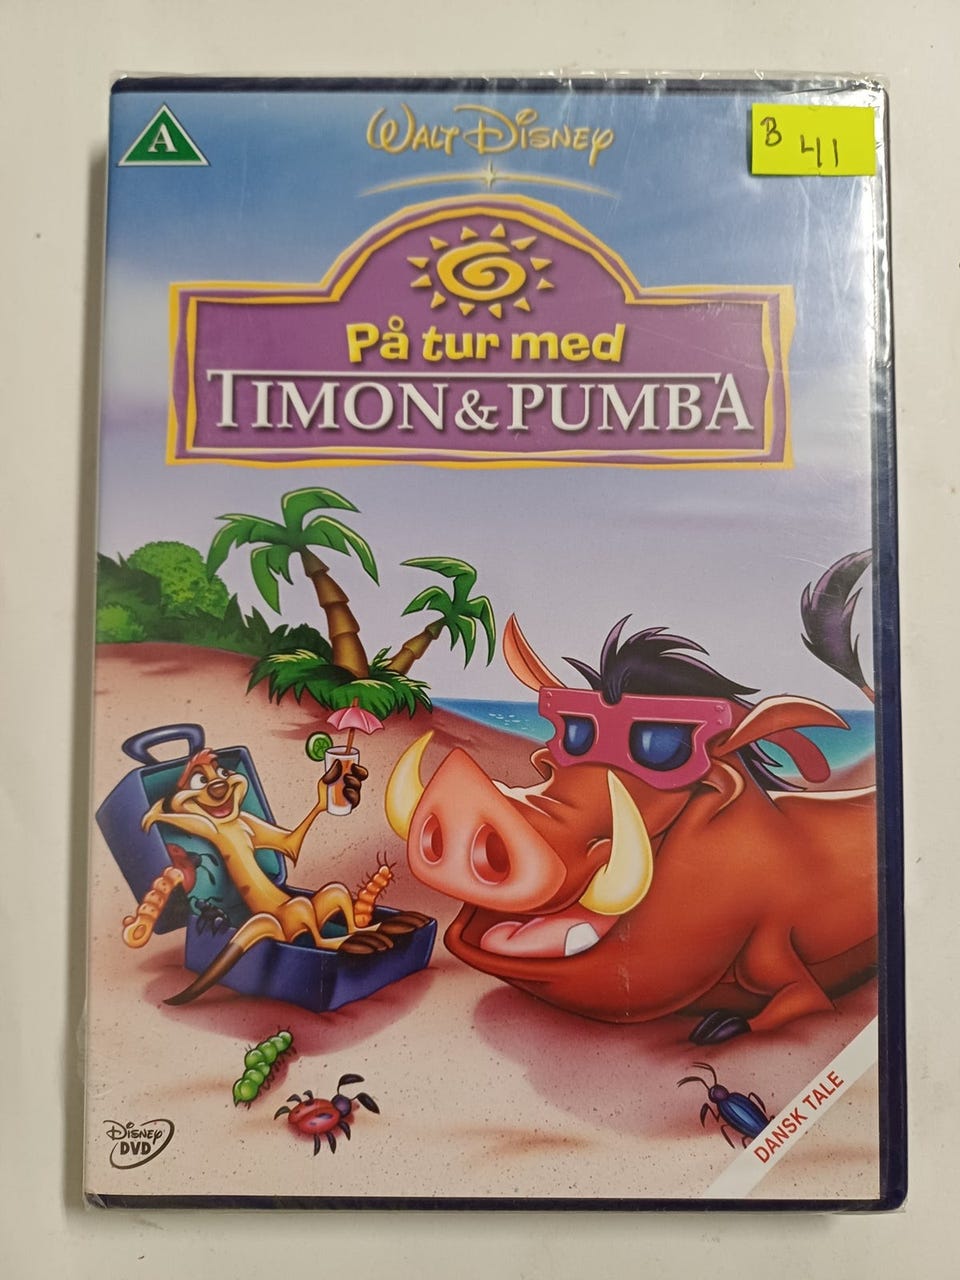 A
WALT DISNEY
B 41
På tur med
TIMON & PUMBA
DANSK TALE
DISNEY
DVD